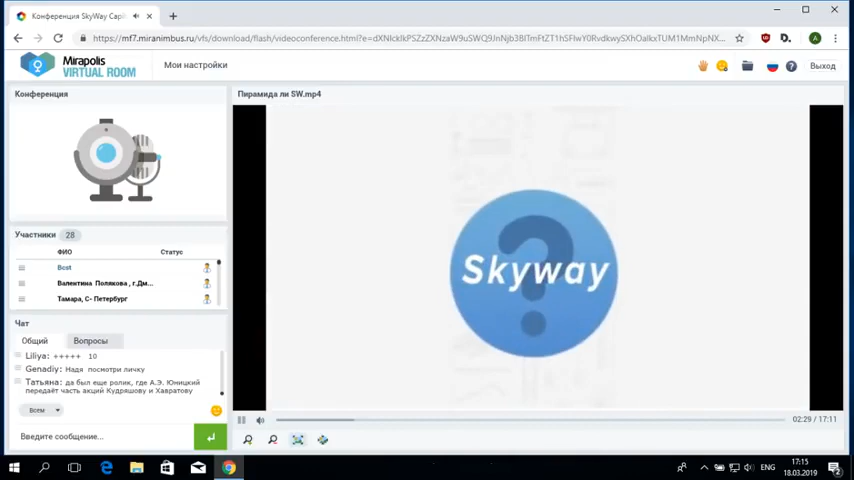 Конференция SkyWay Capi
https://mf7.miranimbus.ru/vfs/download/flash/videoconference.html?e=
Mirapolis
VIRTUAL ROOM
Мои настройки
Выход
Конференция
Пирамида ли SW.mp4
Skyway
?
Участники 28
ФИО Статус
Best
Валентина Полякова , г.Дм...
Тамара, С- Петербург
Чат
Общий Вопросы
Liliya: +++++ 10
Genadiy: Надя посмотри личку
Татьяна: да был еще ролик, где А.Э. Юницкий
передаёт часть акций Кудряшову и Хавратову
Всем
Введите сообщение...
02:29 / 17:11
ENG
17:15
18.03.2019